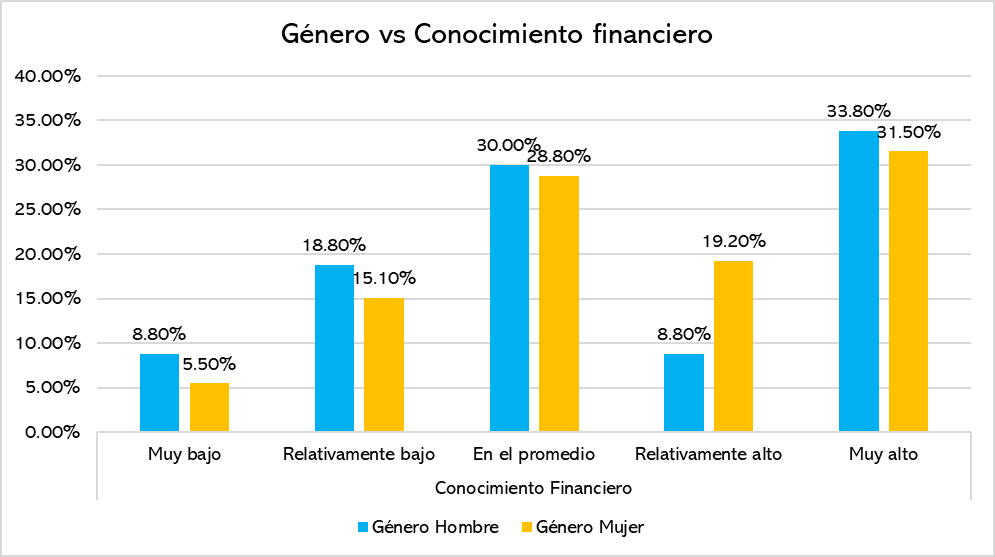 Género vs Conocimiento financiero
40.00%
35.00%
30.00%
25.00%
20.00%
15.00%
10.00%
5.00%
0.00%
8.80%
5.50%
18.80%
15.10%
30.00%
28.80%
8.80%
19.20%
33.80%
31.50%
Muy bajo
Relativamente bajo
En el promedio
Relativamente alto
Muy alto
Conocimiento Financiero
Género Hombre
Género Mujer